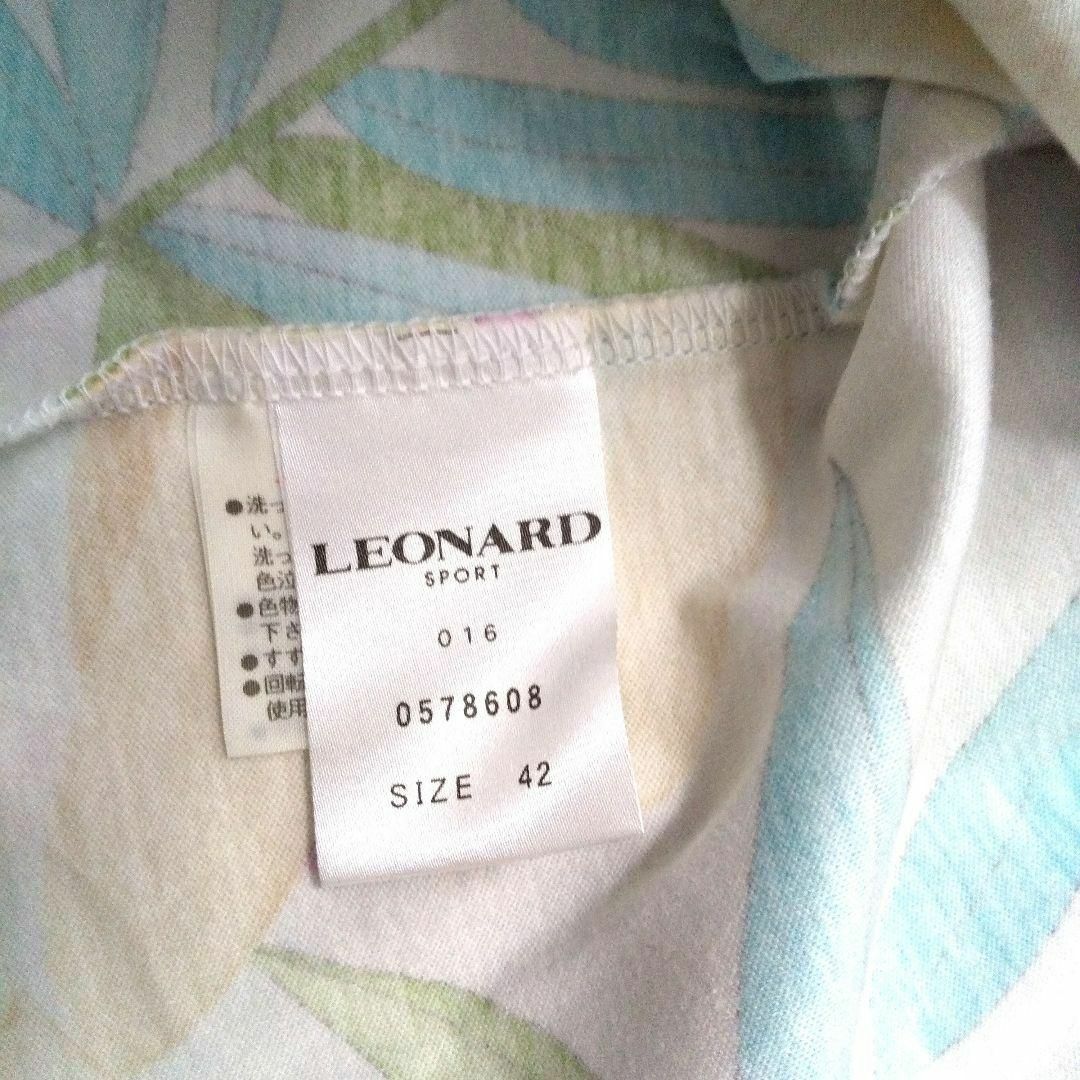 LEONARD
SPORT
016
0578608
SIZE 42
●洗っ
い。
洗っ
色泣
●色物
下さ
●すす
●回転
使用